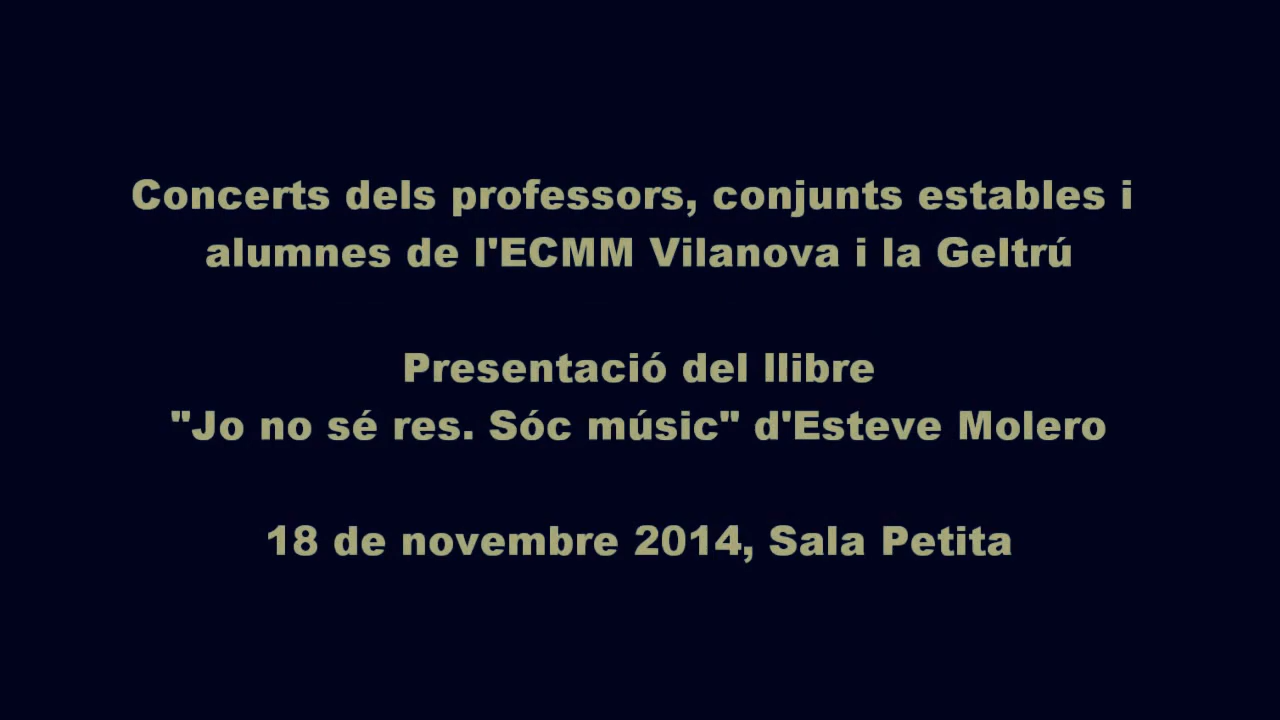 Concerts dels professors, conjunts estables i
alumnes de l'ECMM Vilanova i la Geltrú
Presentació del llibre
"Jo no sé res. Sóc músic" d'Esteve Molero
18 de novembre 2014, Sala Petita